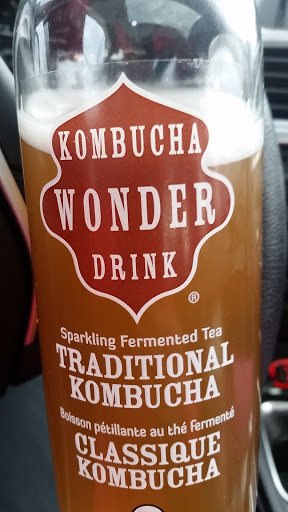 KOMBUCHA
WONDER
DRINK
®
Sparkling Fermented Tea
TRADITIONAL
KOMBUCHA
Boisson pétillante au thé fermenté
CLASSIQUE
KOMBUCHA